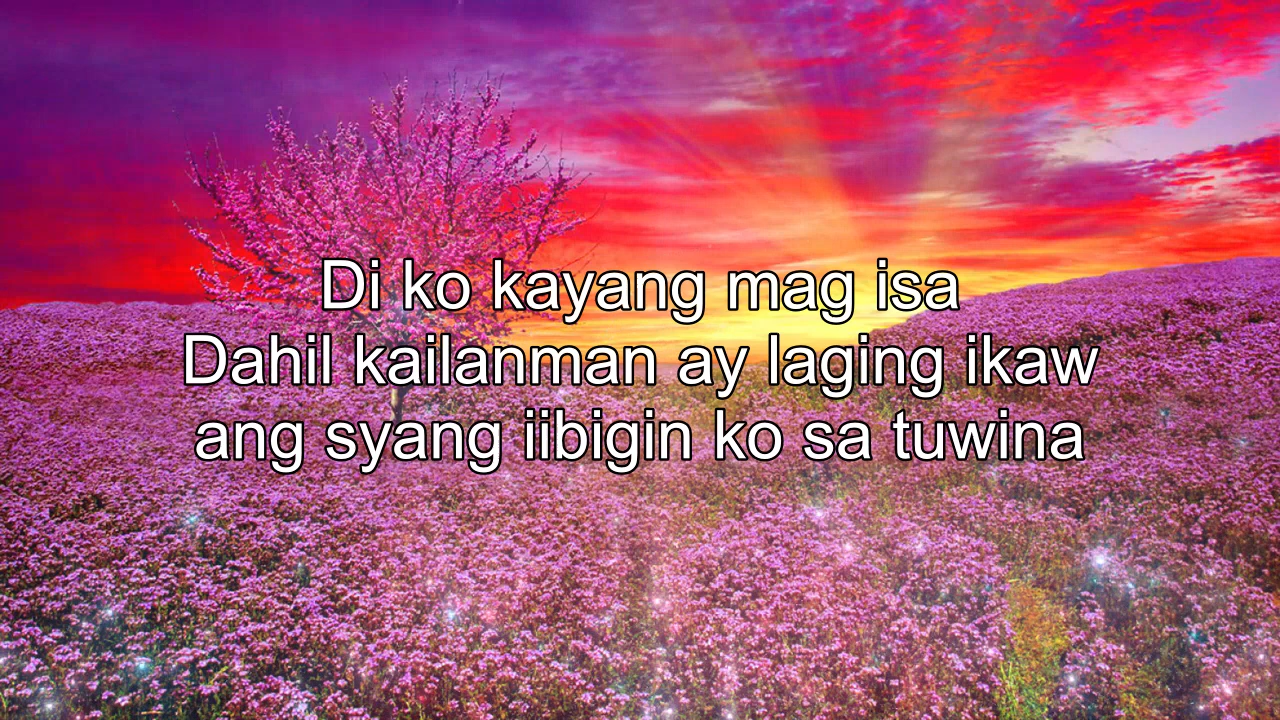 Di ko kayang mag isa
Dahil kailanman ay laging ikaw
ang syang iibigin ko sa tuwina